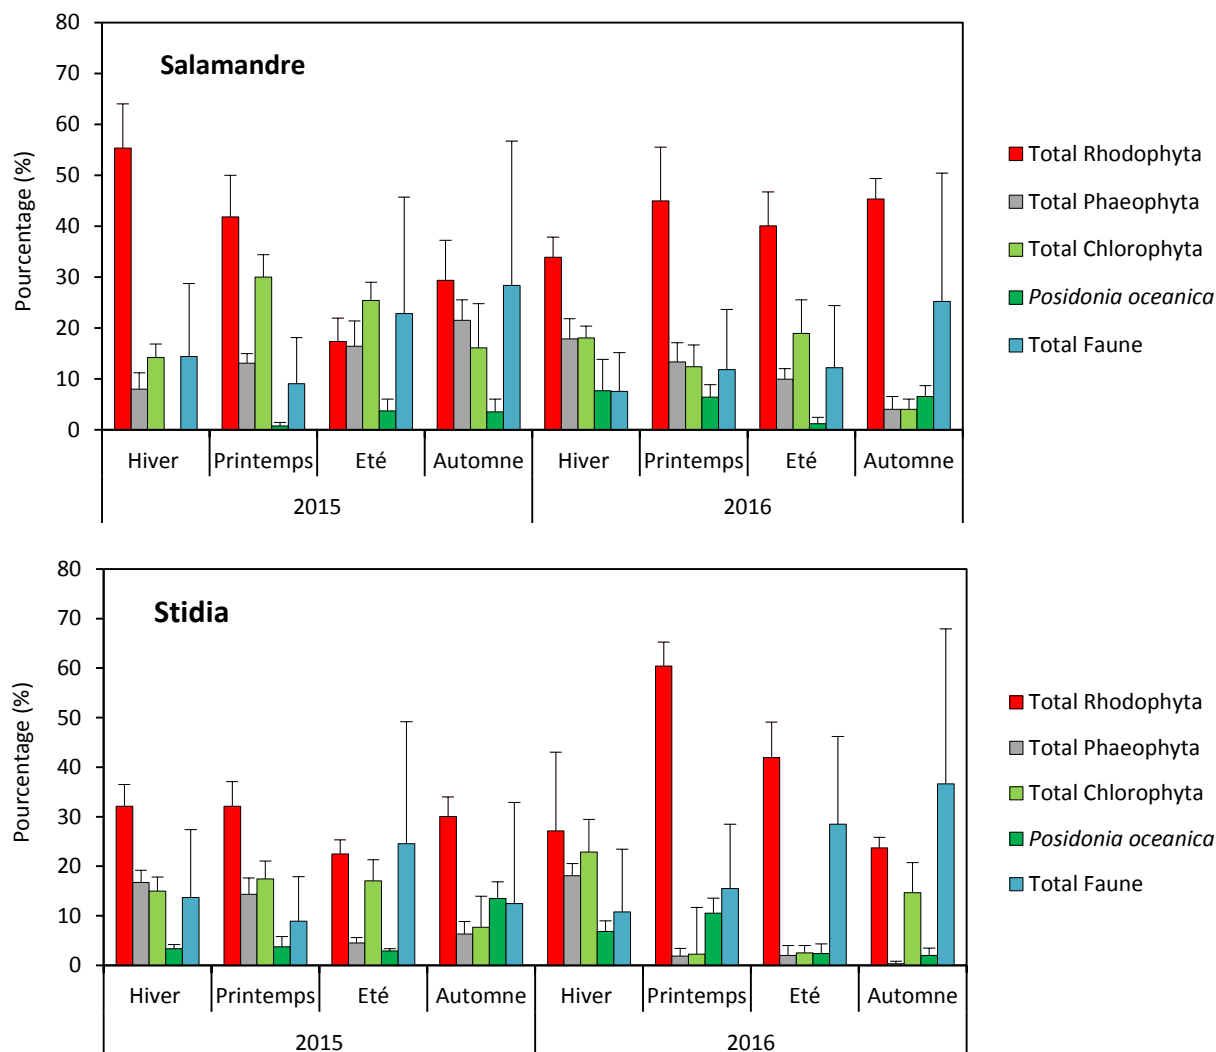 Salamandre
Pourcentage (%)
80
70
60
50
40
30
20
10
0
Hiver Printemps Eté Automne Hiver Printemps Eté Automne
2015 2016
Total Rhodophyta
Total Phaeophyta
Total Chlorophyta
Posidonia oceanica
Total Faune
Stidia
Pourcentage (%)
80
70
60
50
40
30
20
10
0
Hiver Printemps Eté Automne Hiver Printemps Eté Automne
2015 2016
Total Rhodophyta
Total Phaeophyta
Total Chlorophyta
Posidonia oceanica
Total Faune